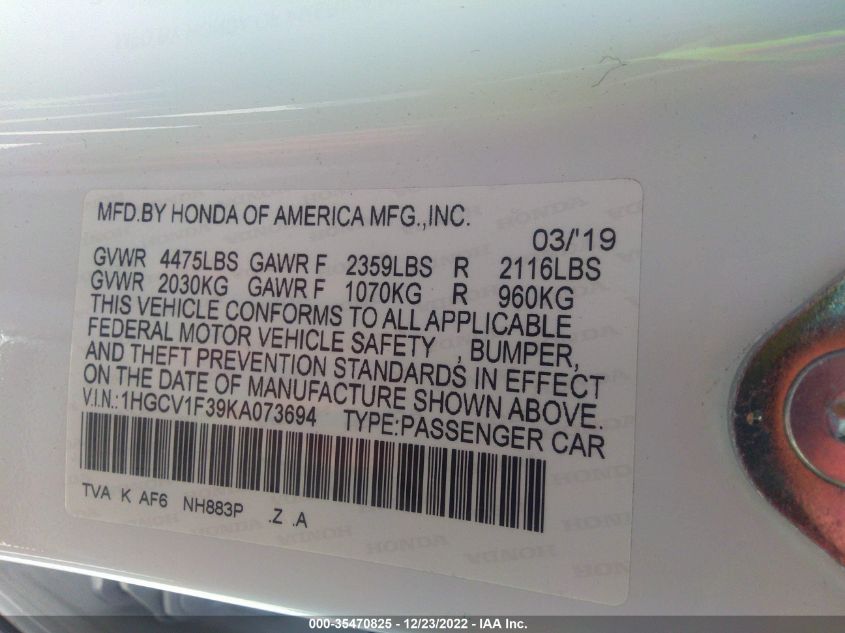 MFD.BY HONDA OF AMERICA MFG.,INC.
03/'19
GVWR 4475LBS GAWR F 2359LBS R 2116LBS
GVWR 2030KG GAWR F 1070KG R 960KG
THIS VEHICLE CONFORMS TO ALL APPLICABLE
FEDERAL MOTOR VEHICLE SAFETY , BUMPER,
AND THEFT PREVENTION STANDARDS IN EFFECT
ON THE DATE OF MANUFACTURE SHOWN ABOVE.
V.I.N.:1HGCV1F39KA073694 TYPE:PASSENGER CAR
TVA K AF6 NH883P .Z .A
HONDA HONDA HONDA
000-35470825 - 12/23/2022 - IAA Inc.